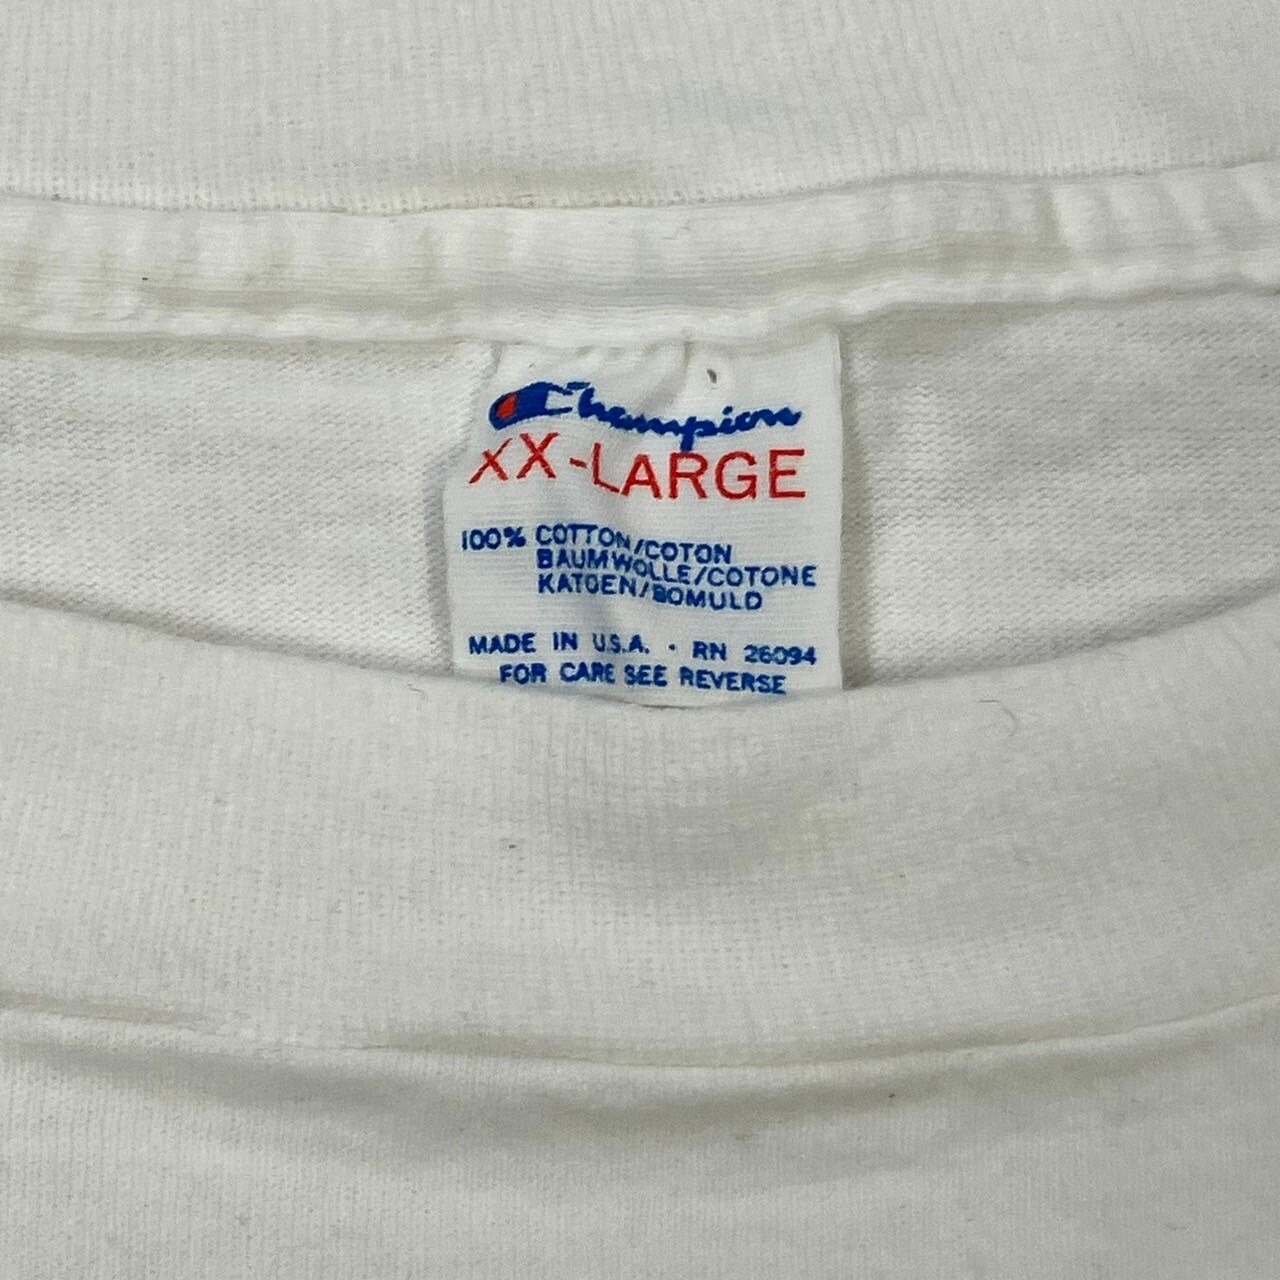 Champion
XX-LARGE
100% COTTON/COTON
BAUMWOLLE/COTONE
KATOEN/BOMULD
MADE IN U.S.A. · RN 26094
FOR CARE SEE REVERSE